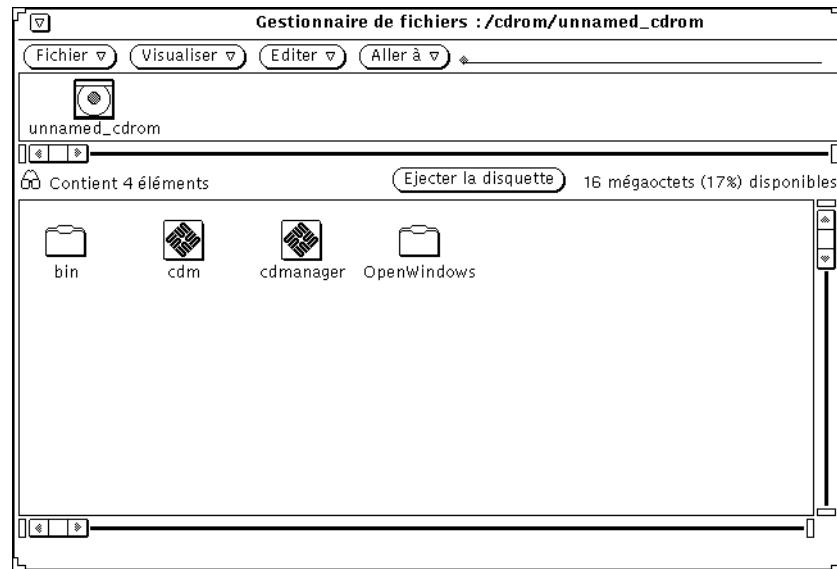 Gestionnaire de fichiers :/cdrom/unnamed_cdrom
Fichier Visualiser Editer Aller à
unnamed_cdrom
Contient 4 éléments Ejecter la disquette 16 mégaoctets (17%) disponibles
bin cdm cdmanager OpenWindows